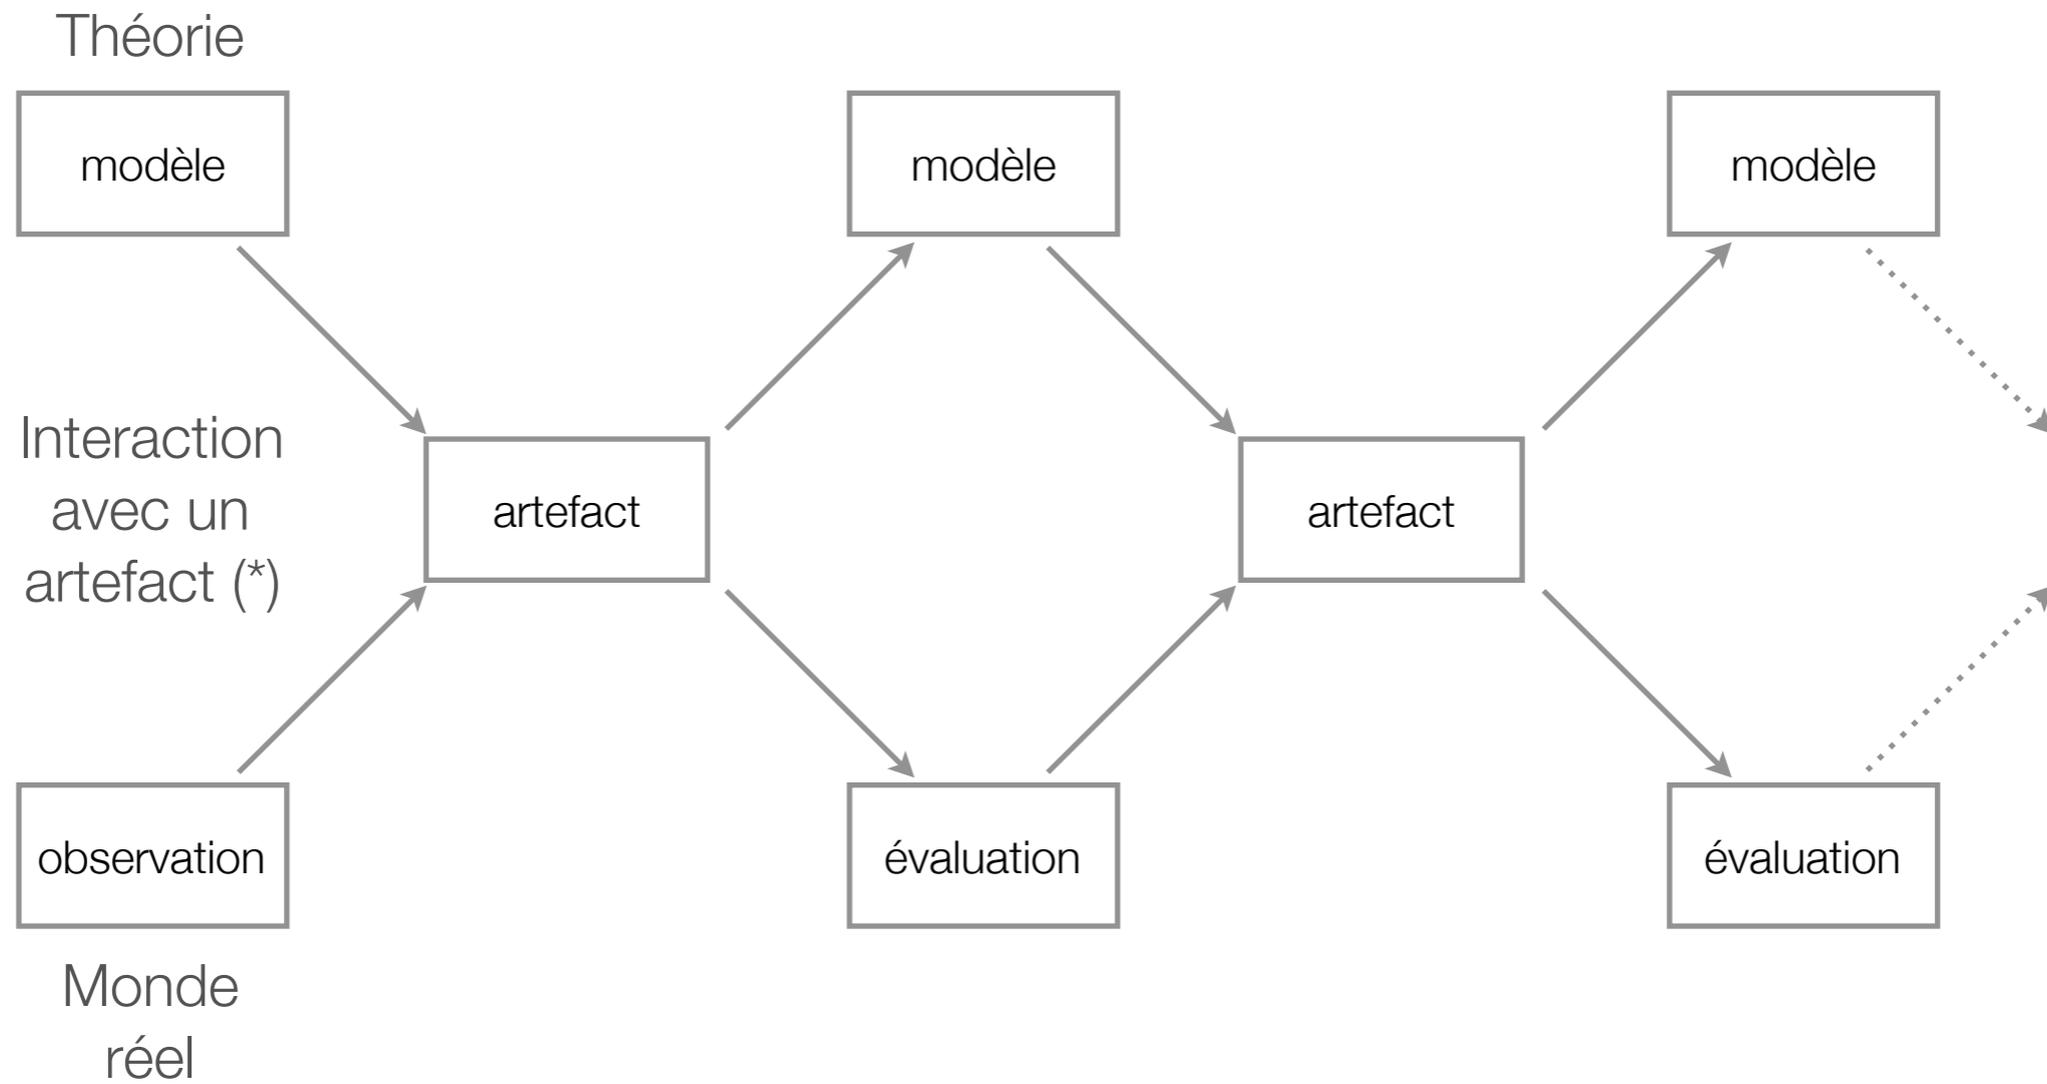 Théorie
modèle
modèle
modèle
Interaction
avec un
artefact (*)
artefact
artefact
observation
évaluation
évaluation
Monde
réel